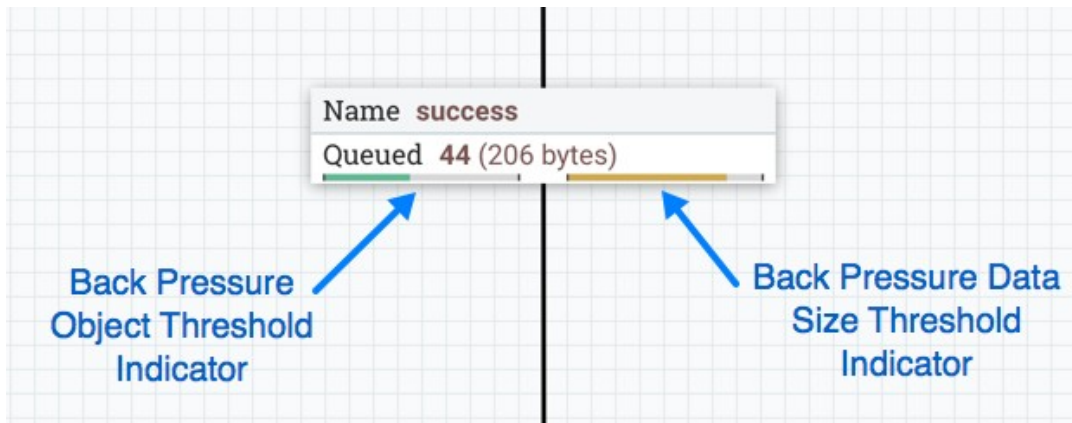 Name success
Queued 44 (206 bytes)
Back Pressure
Object Threshold
Indicator
Back Pressure Data
Size Threshold
Indicator